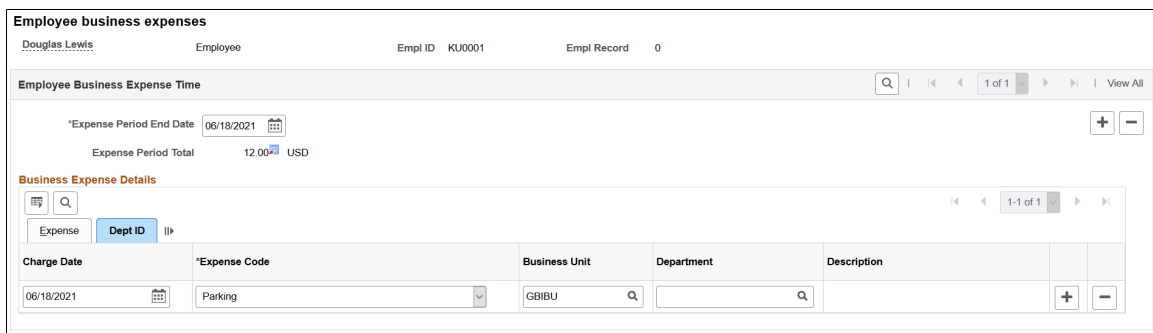 Employee business expenses
Douglas Lewis Employee Empl ID KU0001 Empl Record 0
Employee Business Expense Time 1 of 1 View All
*Expense Period End Date 06/18/2021
Expense Period Total 12.00 USD
Business Expense Details
1-1 of 1
Expense Dept ID
Charge Date *Expense Code Business Unit Department Description
06/18/2021 Parking GBIBU